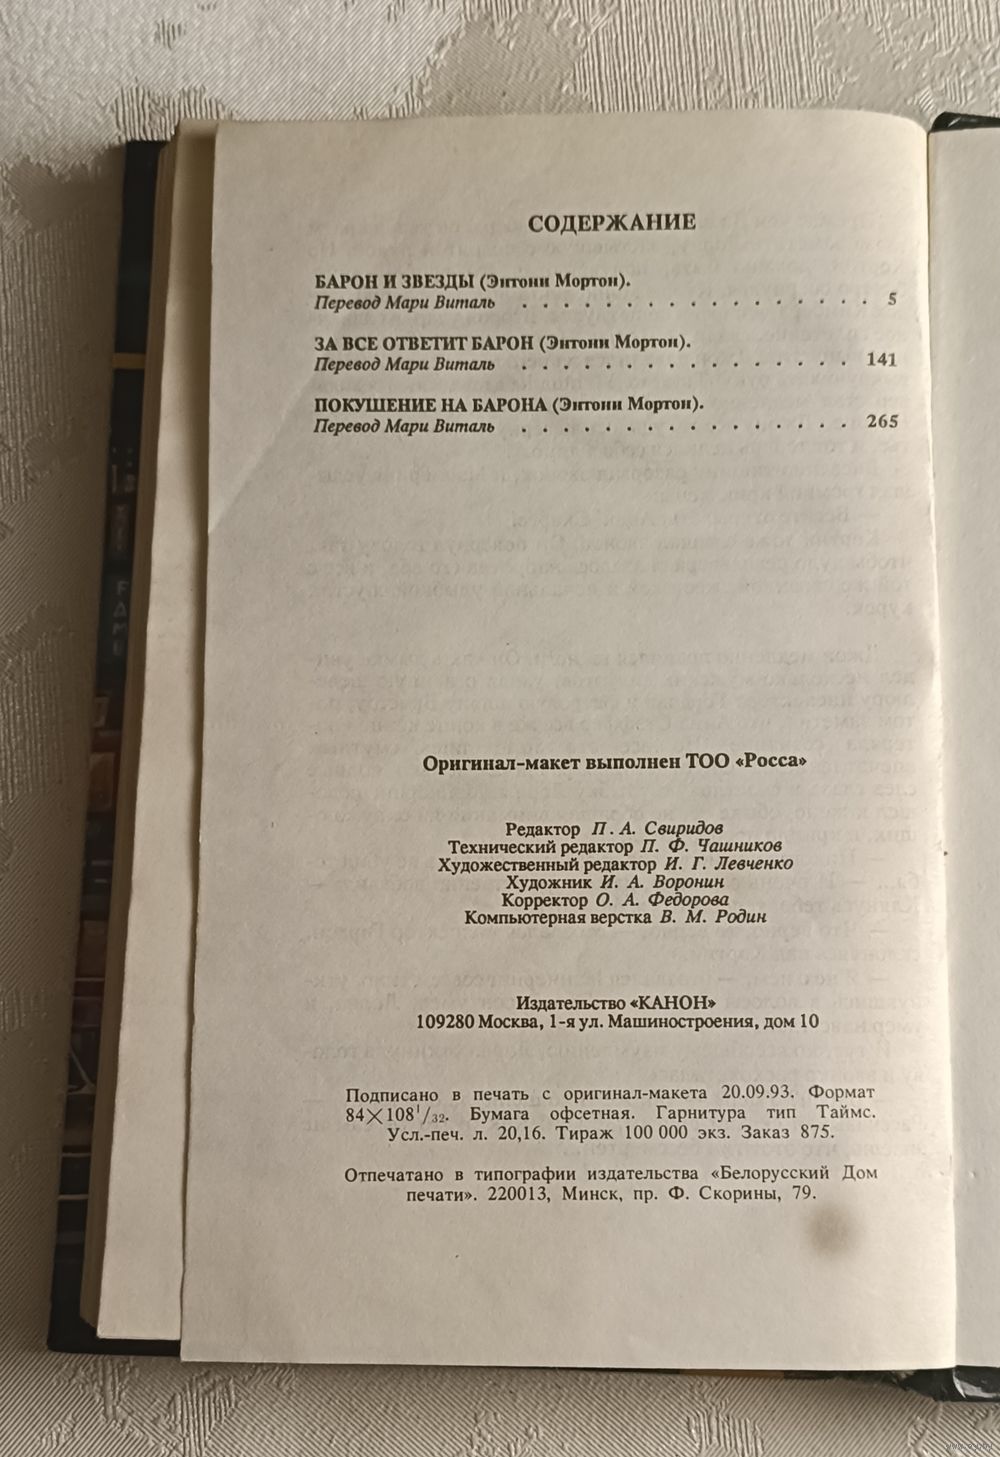 СОДЕРЖАНИЕ
БАРОН И ЗВЕЗДЫ (Энтони Мортон).
Перевод Мари Виталь . . . . . . . . . . . . . . . . . 5
ЗА ВСЕ ОТВЕТИТ БАРОН (Энтони Мортон).
Перевод Мари Виталь . . . . . . . . . . . . . . . . 141
ПОКУШЕНИЕ НА БАРОНА (Энтони Мортон).
Перевод Мари Виталь . . . . . . . . . . . . . . . . 265
Оригинал-макет выполнен ТОО «Росса»
Редактор П. А. Свиридов
Технический редактор П. Ф. Чашников
Художественный редактор И. Г. Левченко
Художник И. А. Воронин
Корректор О. А. Федорова
Компьютерная верстка В. М. Родин
Издательство «КАНОН»
109280 Москва, 1-я ул. Машиностроения, дом 10
Подписано в печать с оригинал-макета 20.09.93. Формат
84×108¹/₃₂. Бумага офсетная. Гарнитура тип Таймс.
Усл.-печ. л. 20,16. Тираж 100 000 экз. Заказ 875.
Отпечатано в типографии издательства «Белорусский Дом
печати». 220013, Минск, пр. Ф. Скорины, 79.